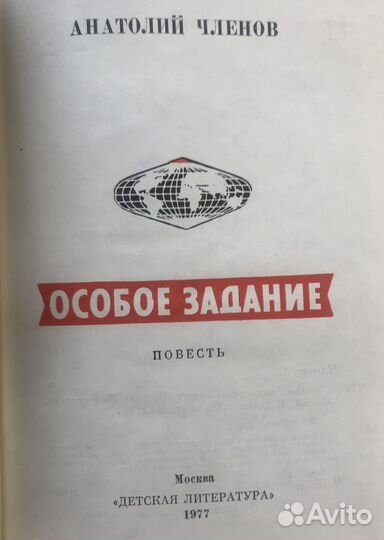 АНАТОЛИЙ ЧЛЕНОВ
ОСОБОЕ ЗАДАНИЕ
ПОВЕСТЬ
Москва
«ДЕТСКАЯ ЛИТЕРАТУРА»
1977
Avito